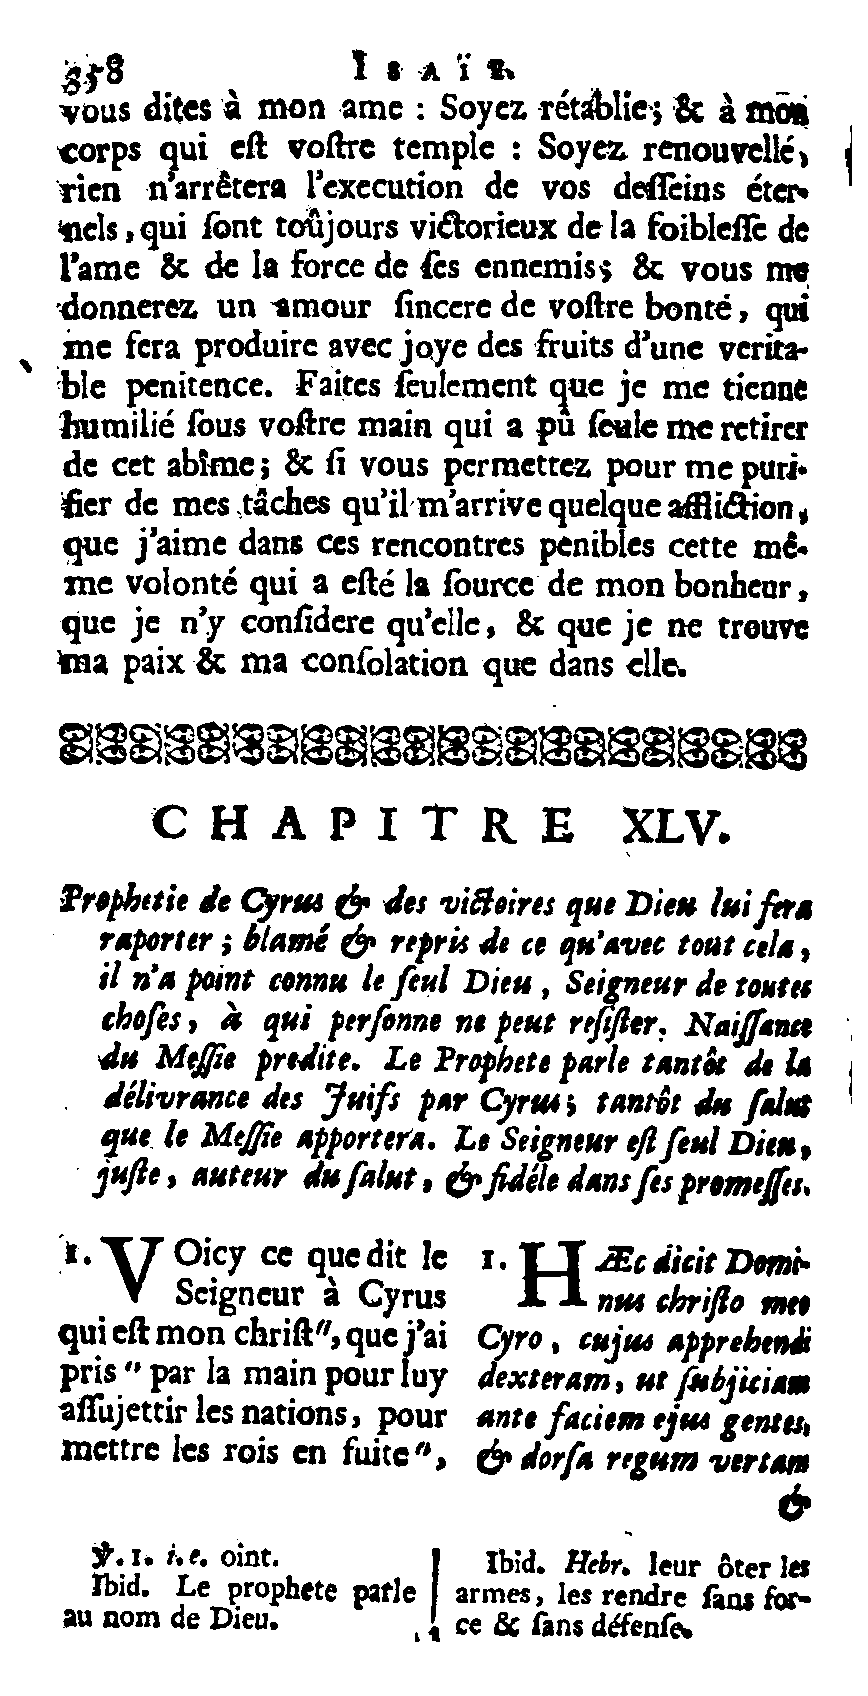 358 ISAÏE.
vous dites à mon ame : Soyez rétablie; & à mon
corps qui eſt voſtre temple : Soyez renouvellé,
rien n'arrêtera l'execution de vos deſſeins éter-
nels, qui ſont toûjours victorieux de la foibleſſe de
l'ame & de la force de ſes ennemis; & vous me
donnerez un amour ſincere de voſtre bonté, qui
me fera produire avec joye des fruits d'une verita-
ble penitence. Faites ſeulement que je me tienne
humilié ſous voſtre main qui a pû ſeule me retirer
de cet abîme; & ſi vous permettez pour me puri-
fier de mes tâches qu'il m'arrive quelque affliction,
que j'aime dans ces rencontres penibles cette mê-
me volonté qui a eſté la ſource de mon bonheur,
que je n'y conſidere qu'elle, & que je ne trouve
ma paix & ma conſolation que dans elle.
CHAPITRE XLV.
Prophetie de Cyrus & des victoires que Dieu lui fera
raporter; blamé & repris de ce qu'avec tout cela,
il n'a point connu le ſeul Dieu, Seigneur de toutes
choſes, à qui perſonne ne peut reſiſter. Naiſſance
du Meſſie predite. Le Prophete parle tantôt de la
délivrance des Juifs par Cyrus; tantôt du ſalut
que le Meſſie apportera. Le Seigneur eſt ſeul Dieu,
juſte, auteur du ſalut, & fidéle dans ſes promeſſes.
1. VOicy ce que dit le
Seigneur à Cyrus
qui eſt mon chriſt", que j'ai
pris" par la main pour luy
aſſujettir les nations, pour
mettre les rois en fuite",
1. HÆc dicit Domi-
nus chriſto meo
Cyro, cujus apprehendi
dexteram, ut ſubjiciam
ante faciem ejus gentes,
& dorſa regum vertam
&
℣. 1. i.e. oint.
Ibid. Le prophete parle
au nom de Dieu.
Ibid. Hebr. leur ôter les
armes, les rendre ſans for-
ce & ſans défenſe.